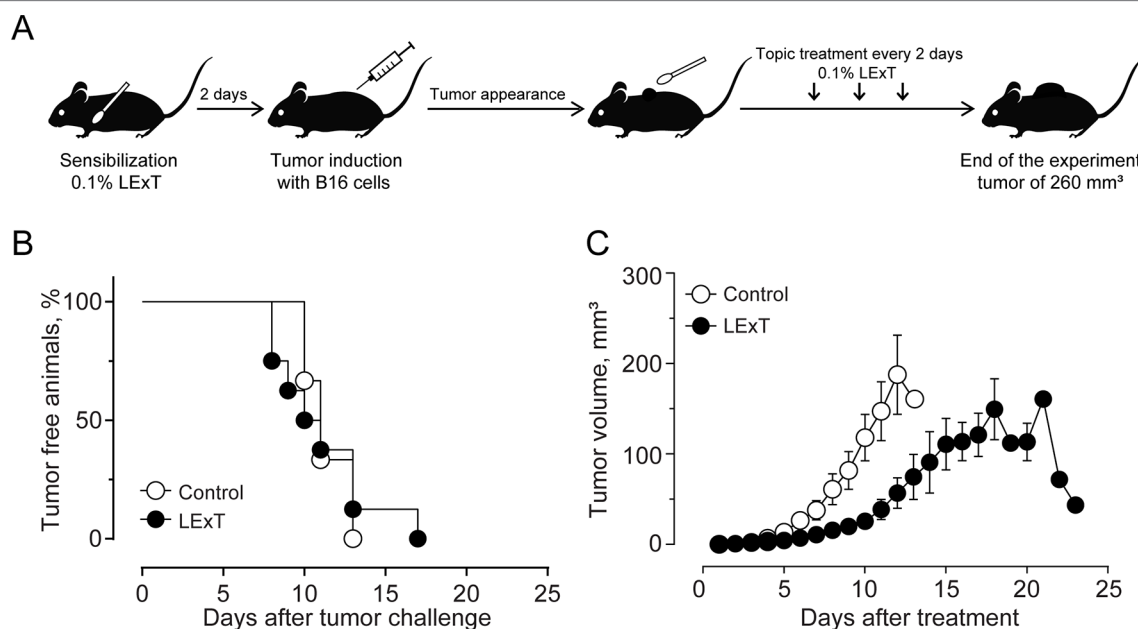 A
2 days
Tumor appearance
Topic treatment every 2 days
0.1% LExT
Sensibilization
0.1% LExT
Tumor induction
with B16 cells
End of the experiment
tumor of 260 mm³
B
Tumor free animals, %
100
50
0
Control
LExT
0 5 10 15 20 25
Days after tumor challenge
C
Tumor volume, mm³
300
200
100
0
Control
LExT
0 5 10 15 20 25
Days after treatment